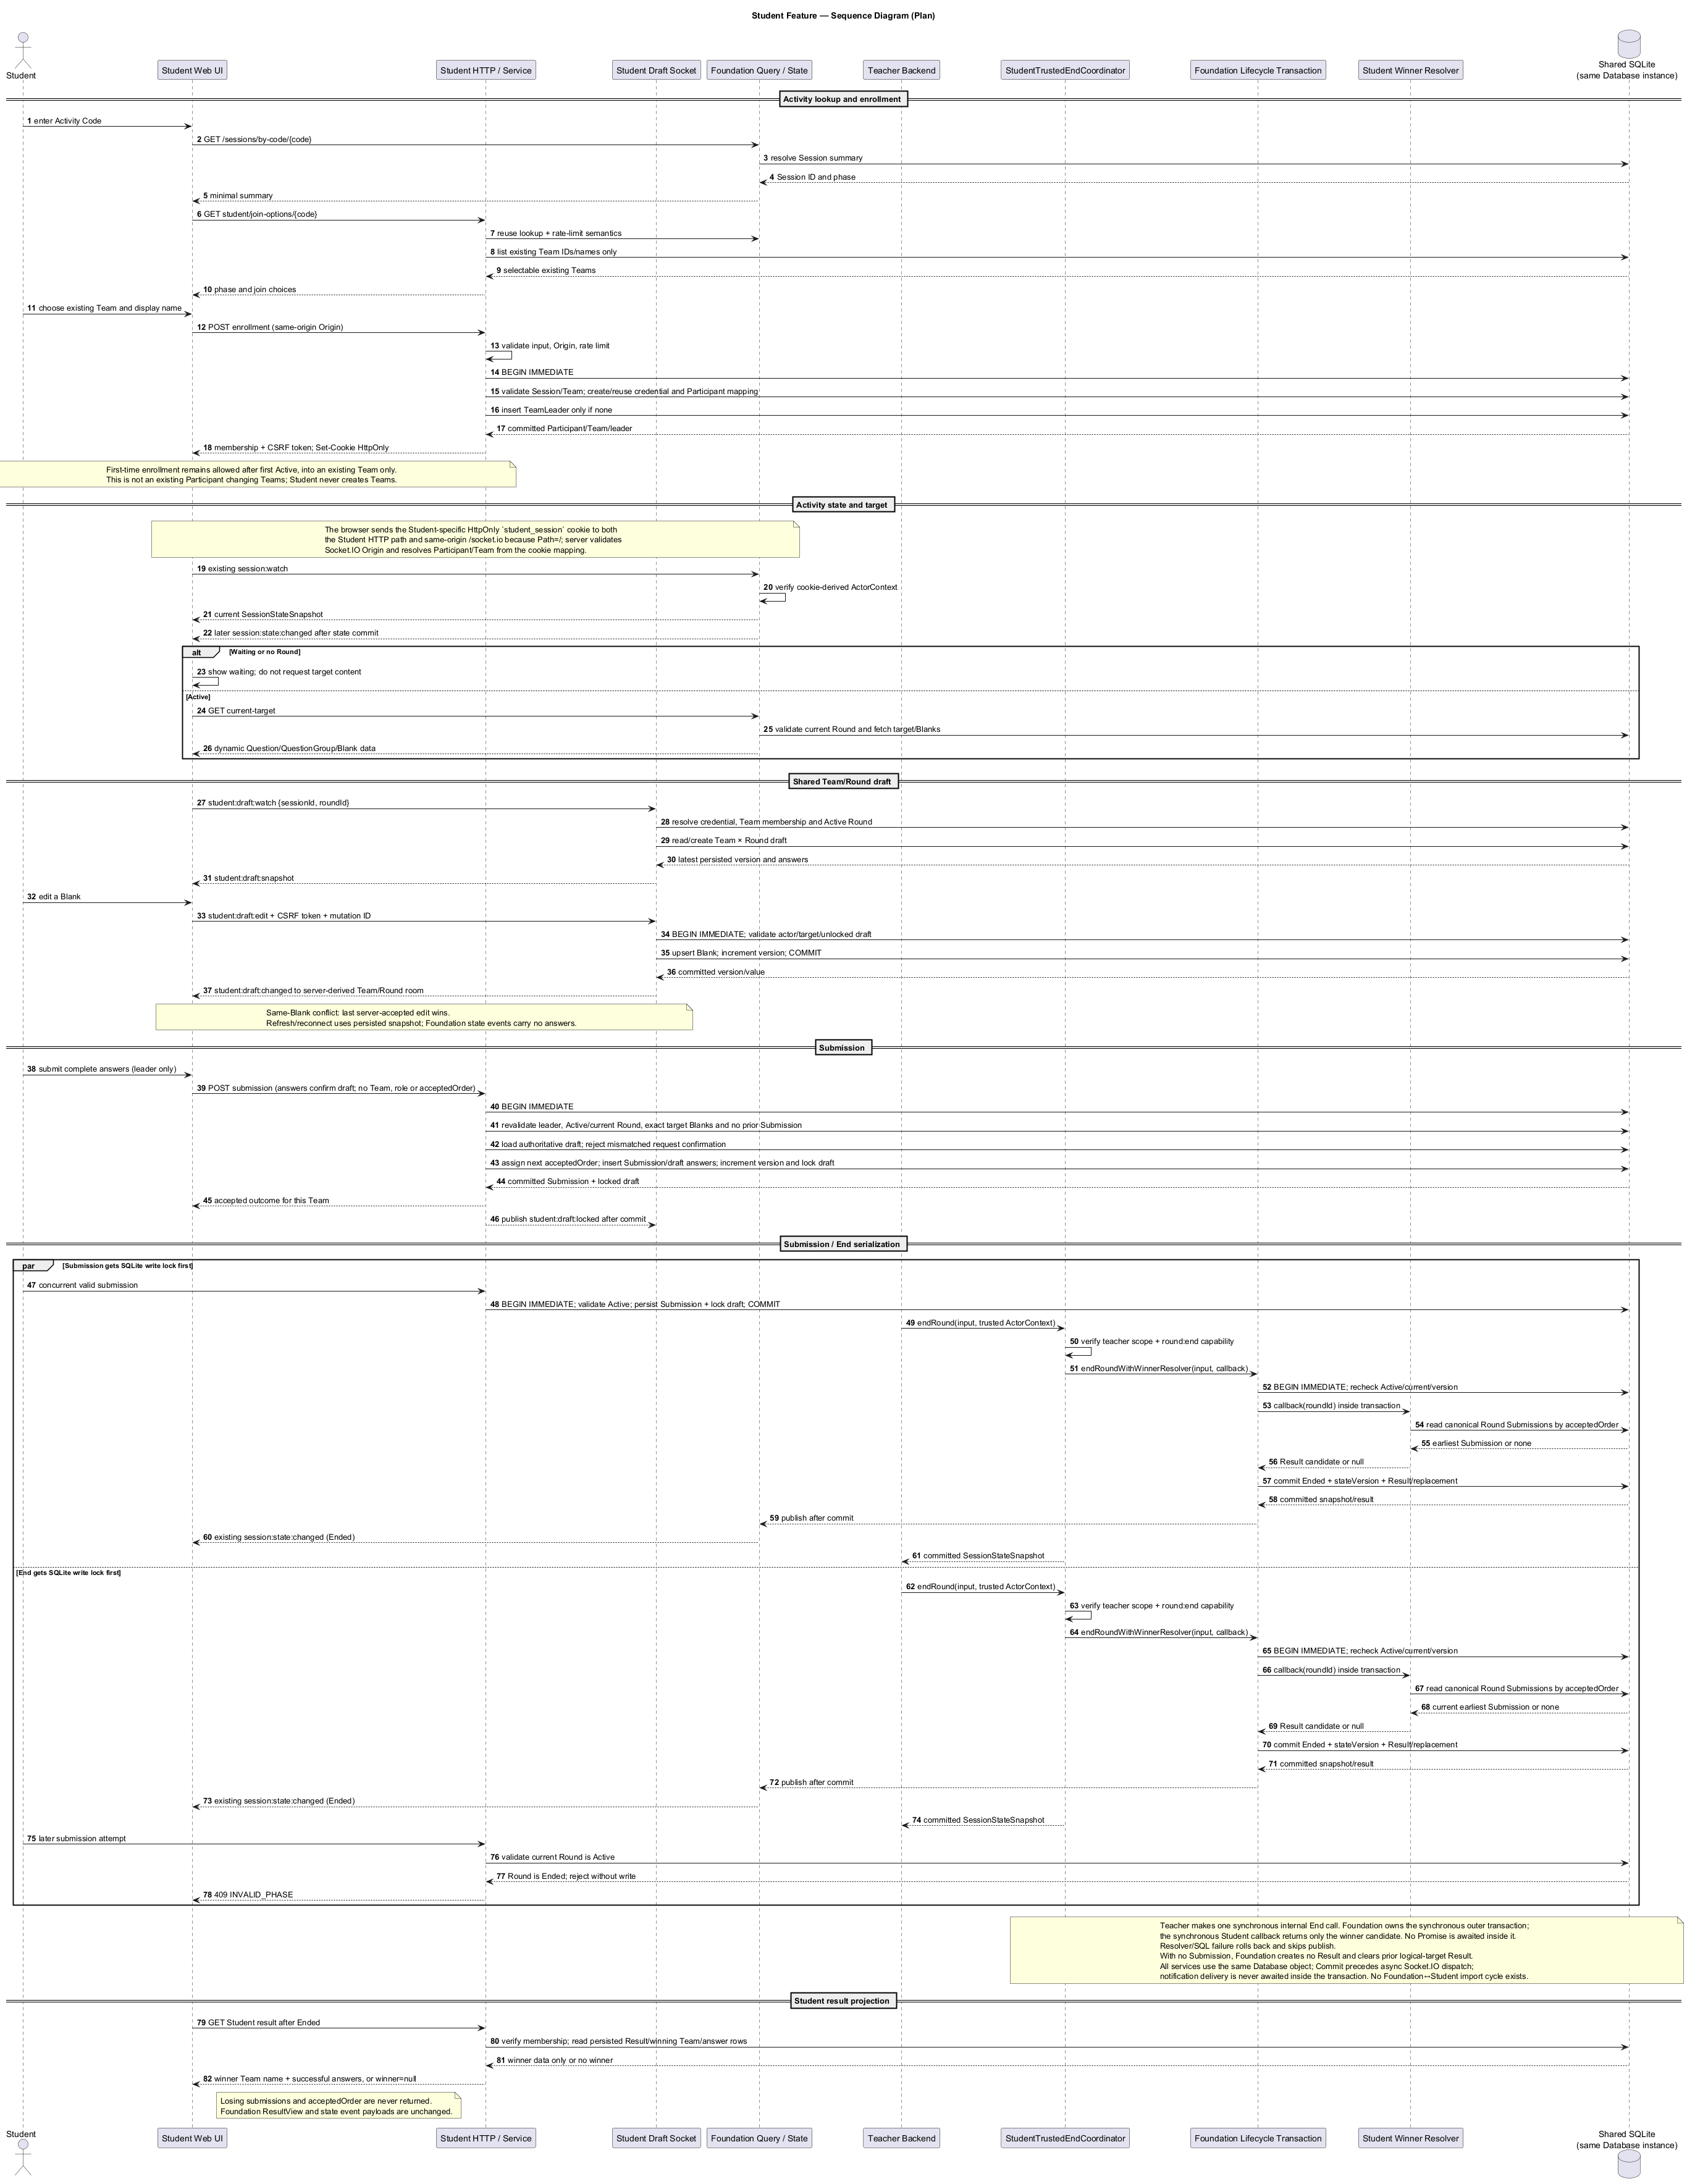 Student Feature — Sequence Diagram (Plan)
Student
Student Web UI
Student HTTP / Service
Student Draft Socket
Foundation Query / State
Teacher Backend
StudentTrustedEndCoordinator
Foundation Lifecycle Transaction
Student Winner Resolver
Shared SQLite
(same Database instance)
Activity lookup and enrollment
1 enter Activity Code
2 GET /sessions/by-code/{code}
3 resolve Session summary
4 Session ID and phase
5 minimal summary
6 GET student/join-options/{code}
7 reuse lookup + rate-limit semantics
8 list existing Team IDs/names only
9 selectable existing Teams
10 phase and join choices
11 choose existing Team and display name
12 POST enrollment (same-origin Origin)
13 validate input, Origin, rate limit
14 BEGIN IMMEDIATE
15 validate Session/Team; create/reuse credential and Participant mapping
16 insert TeamLeader only if none
17 committed Participant/Team/leader
18 membership + CSRF token; Set-Cookie HttpOnly
First-time enrollment remains allowed after first Active, into an existing Team only.
This is not an existing Participant changing Teams; Student never creates Teams.
Activity state and target
The browser sends the Student-specific HttpOnly `student_session` cookie to both
the Student HTTP path and same-origin /socket.io because Path=/; server validates
Socket.IO Origin and resolves Participant/Team from the cookie mapping.
19 existing session:watch
20 verify cookie-derived ActorContext
21 current SessionStateSnapshot
22 later session:state:changed after state commit
alt [Waiting or no Round]
23 show waiting; do not request target content
[Active]
24 GET current-target
25 validate current Round and fetch target/Blanks
26 dynamic Question/QuestionGroup/Blank data
Shared Team/Round draft
27 student:draft:watch {sessionId, roundId}
28 resolve credential, Team membership and Active Round
29 read/create Team × Round draft
30 latest persisted version and answers
31 student:draft:snapshot
32 edit a Blank
33 student:draft:edit + CSRF token + mutation ID
34 BEGIN IMMEDIATE; validate actor/target/unlocked draft
35 upsert Blank; increment version; COMMIT
36 committed version/value
37 student:draft:changed to server-derived Team/Round room
Same-Blank conflict: last server-accepted edit wins.
Refresh/reconnect uses persisted snapshot; Foundation state events carry no answers.
Submission
38 submit complete answers (leader only)
39 POST submission (answers confirm draft; no Team, role or acceptedOrder)
40 BEGIN IMMEDIATE
41 revalidate leader, Active/current Round, exact target Blanks and no prior Submission
42 load authoritative draft; reject mismatched request confirmation
43 assign next acceptedOrder; insert Submission/draft answers; increment version and lock draft
44 committed Submission + locked draft
45 accepted outcome for this Team
46 publish student:draft:locked after commit
Submission / End serialization
par [Submission gets SQLite write lock first]
47 concurrent valid submission
48 BEGIN IMMEDIATE; validate Active; persist Submission + lock draft; COMMIT
49 endRound(input, trusted ActorContext)
50 verify teacher scope + round:end capability
51 endRoundWithWinnerResolver(input, callback)
52 BEGIN IMMEDIATE; recheck Active/current/version
53 callback(roundId) inside transaction
54 read canonical Round Submissions by acceptedOrder
55 earliest Submission or none
56 Result candidate or null
57 commit Ended + stateVersion + Result/replacement
58 committed snapshot/result
59 publish after commit
60 existing session:state:changed (Ended)
61 committed SessionStateSnapshot
[End gets SQLite write lock first]
62 endRound(input, trusted ActorContext)
63 verify teacher scope + round:end capability
64 endRoundWithWinnerResolver(input, callback)
65 BEGIN IMMEDIATE; recheck Active/current/version
66 callback(roundId) inside transaction
67 read canonical Round Submissions by acceptedOrder
68 current earliest Submission or none
69 Result candidate or null
70 commit Ended + stateVersion + Result/replacement
71 committed snapshot/result
72 publish after commit
73 existing session:state:changed (Ended)
74 committed SessionStateSnapshot
75 later submission attempt
76 validate current Round is Active
77 Round is Ended; reject without write
78 409 INVALID_PHASE
Teacher makes one synchronous internal End call. Foundation owns the synchronous outer transaction;
the synchronous Student callback returns only the winner candidate. No Promise is awaited inside it.
Resolver/SQL failure rolls back and skips publish.
With no Submission, Foundation creates no Result and clears prior logical-target Result.
All services use the same Database object; Commit precedes async Socket.IO dispatch;
notification delivery is never awaited inside the transaction. No Foundation↔Student import cycle exists.
Student result projection
79 GET Student result after Ended
80 verify membership; read persisted Result/winning Team/answer rows
81 winner data only or no winner
82 winner Team name + successful answers, or winner=null
Losing submissions and acceptedOrder are never returned.
Foundation ResultView and state event payloads are unchanged.
Student
Student Web UI
Student HTTP / Service
Student Draft Socket
Foundation Query / State
Teacher Backend
StudentTrustedEndCoordinator
Foundation Lifecycle Transaction
Student Winner Resolver
Shared SQLite
(same Database instance)